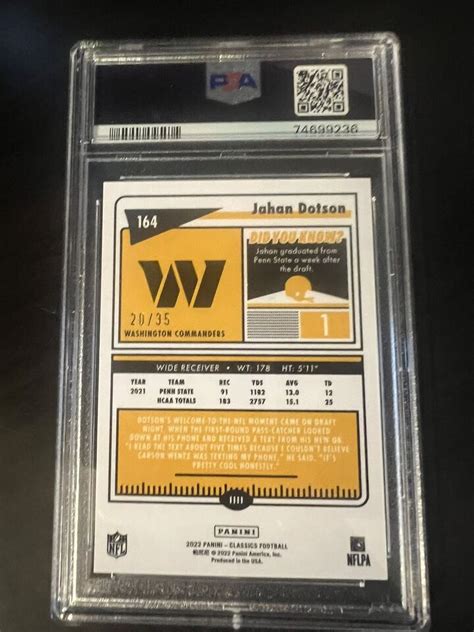 PSA
74699236
164
Jahan Dotson
DID YOU KNOW?
Jahan graduated from
Penn State a week after
the draft.
W
20/35
WASHINGTON COMMANDERS
1
WIDE RECEIVER • WT: 178 HT: 5'11"
YEAR TEAM REC YDS AVG TD
2021 PENN STATE 91 1182 13.0 12
NCAA TOTALS 183 2757 15.1 25
DOTSON'S WELCOME-TO-THE-NFL MOMENT CAME ON DRAFT
NIGHT, WHEN THE FIRST-ROUND PASS-CATCHER LOOKED
DOWN AT HIS PHONE AND RECEIVED A TEXT FROM HIS NEW QB.
"I READ THE TEXT ABOUT FIVE TIMES BECAUSE I COULDN'T BELIEVE
CARSON WENTZ WAS TEXTING MY PHONE," HE SAID. "IT'S
PRETTY COOL HONESTLY."
PANINI
NFL
2022 PANINI - CLASSICS FOOTBALL
© 2022 Panini America, Inc.
Produced in the USA.
NFLPA